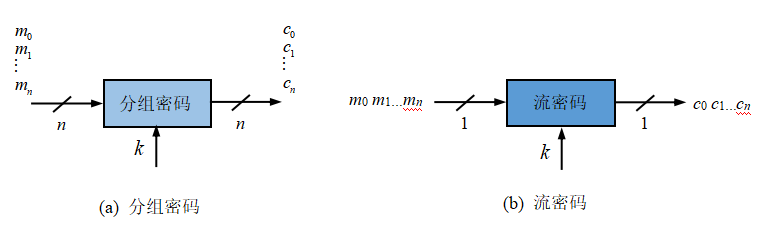 m0
m1
⋮
mn
n
分组密码
k
n
c0
c1
⋮
cn
(a) 分组密码
m0 m1...mn
1
流密码
k
1
c0 c1...cn
(b) 流密码